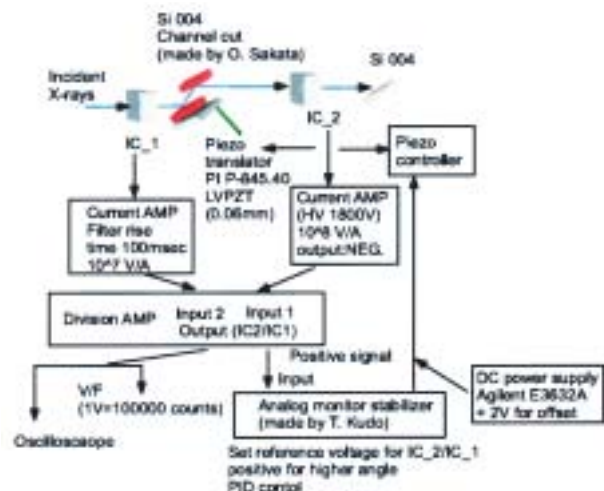 Si 004
Channel cut
(made by O. Sakata)
Si 004
Incident
X-rays
IC_1
IC_2
Piezo
translator
PI P-845.40
LVPZT
(0.06mm)
Piezo
controller
Current AMP
Filter rise
time 100msec
10^7 V/A
Current AMP
(HV 1800V)
10^8 V/A
output:NEG.
Division AMP
Input 2 Input 1
Output (IC2/IC1)
Positive signal
Input
V/F
(1V=100000 counts)
Oscilloscaope
Analog monitor stabilizer
(made by T. Kudo)
DC power supply
Agilent E3632A
+ 2V for offset
Set reference voltage for IC_2/IC_1
positive for higher angle
PID contol